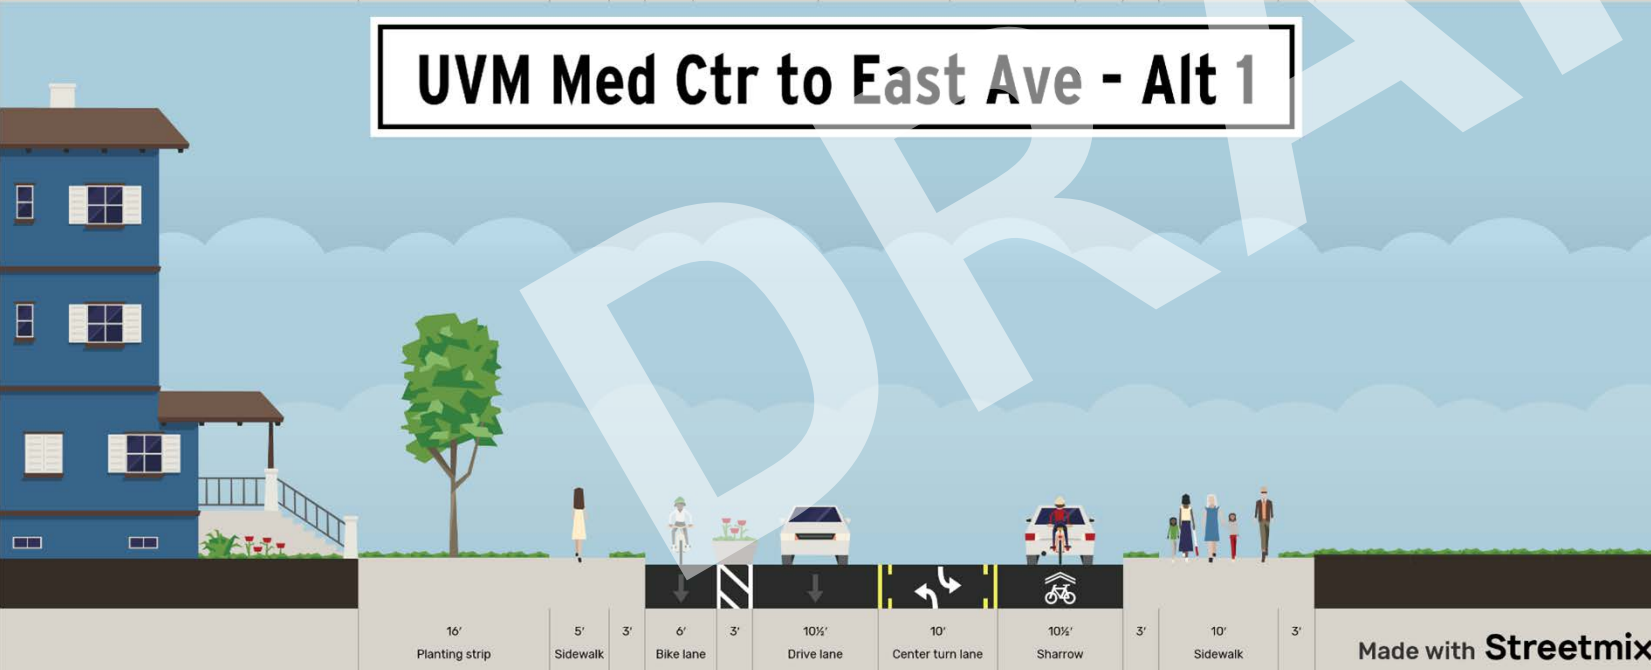 UVM Med Ctr to East Ave - Alt 1
DRA
16' 5' 3' 6' 3' 10½' 10' 10½' 3' 10' 3'
Planting strip Sidewalk Bike lane Drive lane Center turn lane Sharrow Sidewalk
Made with Streetmix